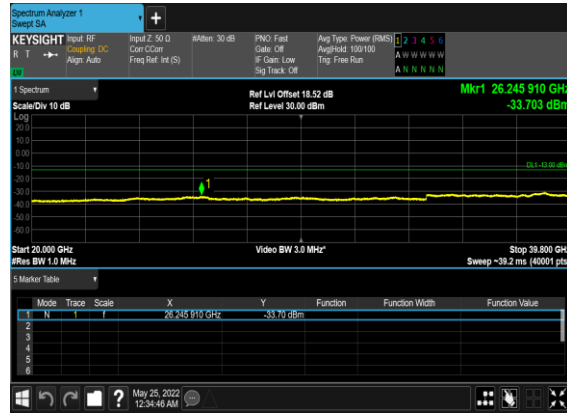 Spectrum Analyzer 1
Swept SA
+
KEYSIGHT Input: RF Input Z: 50 Ω #Atten: 30 dB PNO: Fast Avg Type: Power (RMS) 1 2 3 4 5 6
R T Coupling: DC Corr CCorr Gate: Off Avg|Hold: 100/100 A W W W W W
Align: Auto Freq Ref: Int (S) IF Gain: Low Trig: Free Run A N N N N N
Sig Track: Off
1 Spectrum Ref Lvl Offset 18.52 dB Mkr1 26.245 910 GHz
Scale/Div 10 dB Ref Level 30.00 dBm -33.703 dBm
Log
20.0
10.0
0.00
-10.0 DL1 -13.00 dBm
-20.0
-30.0 1
-40.0
-50.0
-60.0
Start 20.000 GHz Video BW 3.0 MHz* Stop 39.800 GHz
#Res BW 1.0 MHz Sweep ~39.2 ms (40001 pts
5 Marker Table
Mode Trace Scale X Y Function Function Width Function Value
1 N 1 f 26.245 910 GHz -33.70 dBm
2
3
4
5
6
? May 25, 2022
12:34:46 AM